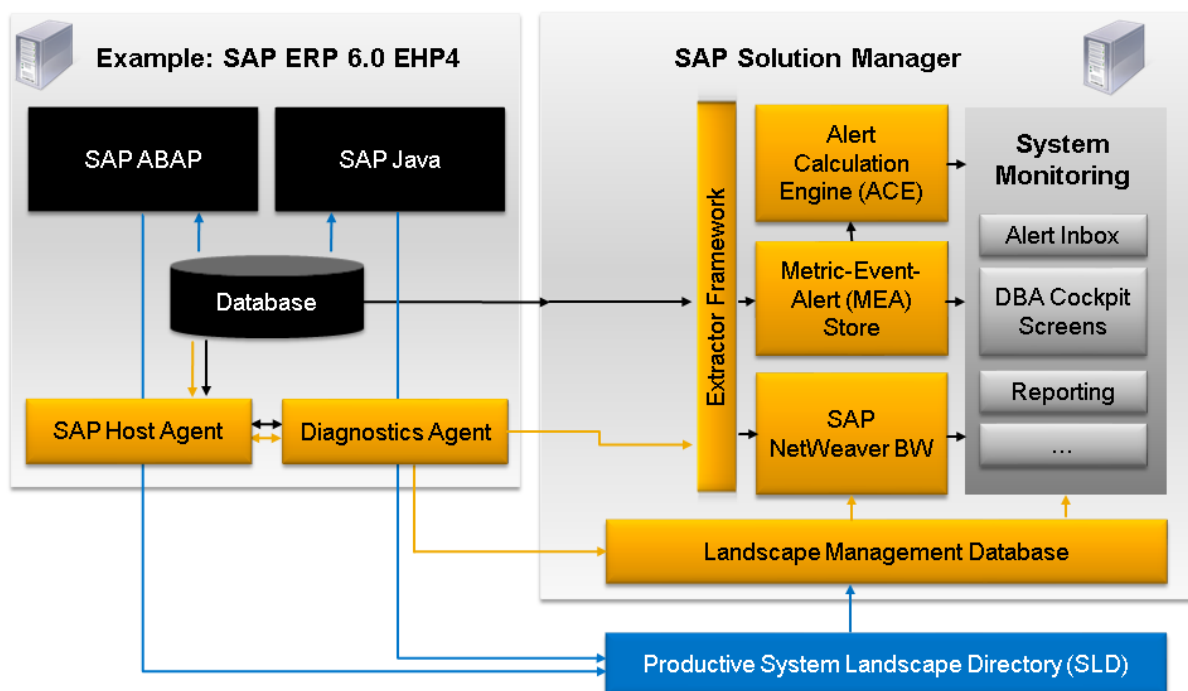 Example: SAP ERP 6.0 EHP4
SAP ABAP
SAP Java
Database
SAP Host Agent
Diagnostics Agent
SAP Solution Manager
Extractor Framework
Alert
Calculation
Engine (ACE)
Metric-Event-
Alert (MEA)
Store
SAP
NetWeaver BW
System
Monitoring
Alert Inbox
DBA Cockpit
Screens
Reporting
...
Landscape Management Database
Productive System Landscape Directory (SLD)